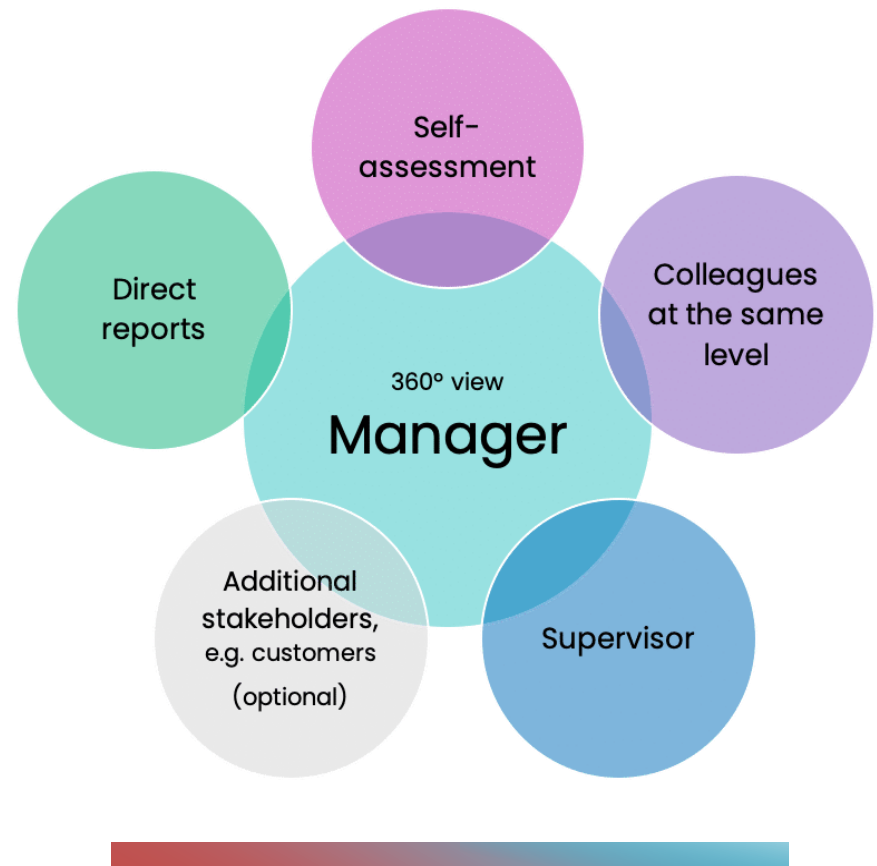 Self-
assessment
Direct
reports
Colleagues
at the same
level
360° view
Manager
Additional
stakeholders,
e.g. customers
(optional)
Supervisor